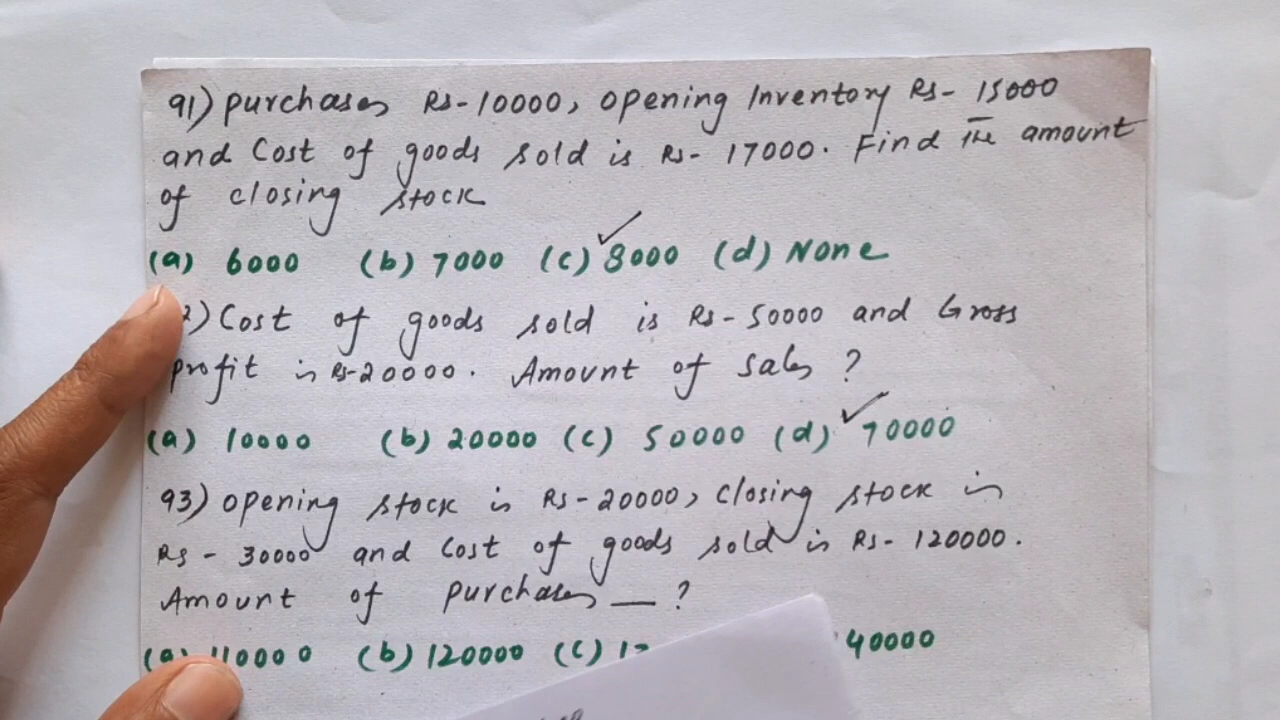 91) purchases Rs-10000, opening Inventory Rs- 15000
and Cost of goods sold is Rs- 17000. Find the amount
of closing stock
(a) 6000 (b) 7000 (c) 8000 (d) None
2) Cost of goods sold is Rs-50000 and Gross
profit is Rs-20000. Amount of sales ?
(a) 10000 (b) 20000 (c) 50000 (d) 70000
93) opening stock is Rs-20000, closing stock is
Rs - 30000 and Cost of goods sold is Rs- 120000.
Amount of purchases __ ?
(a) 110000 (b) 120000 (c) 40000